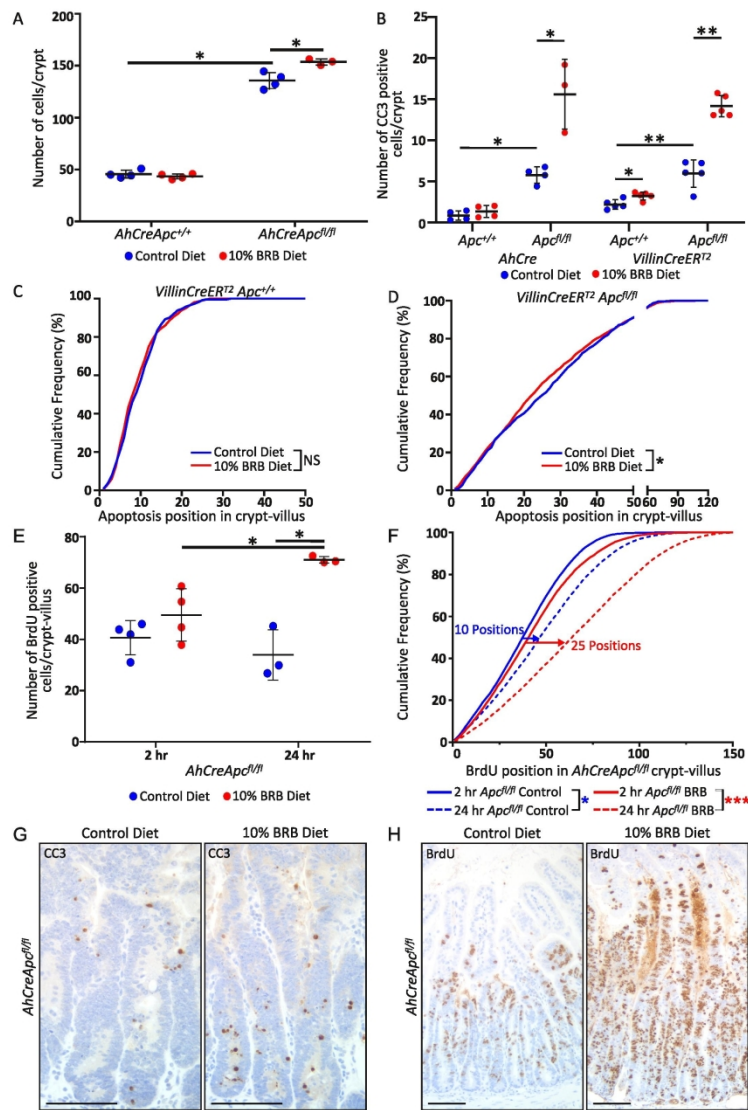 A
Number of cells/crypt
200
150
100
50
0
*
*
AhCreApc+/+
AhCreApcfl/fl
Control Diet
10% BRB Diet
B
Number of CC3 positive
cells/crypt
25
20
15
10
5
0
*
*
*
**
**
Apc+/+
Apcfl/fl
Apc+/+
Apcfl/fl
AhCre
VillinCreERT2
Control Diet
10% BRB Diet
C
VillinCreERT2 Apc+/+
Cumulative Frequency (%)
100
80
60
40
20
0
Control Diet
10% BRB Diet
NS
0 10 20 30 40 50
Apoptosis position in crypt-villus
D
VillinCreERT2 Apcfl/fl
Cumulative Frequency (%)
100
80
60
40
20
0
Control Diet
10% BRB Diet
*
0 10 20 30 40 50 60 90 120
Apoptosis position in crypt-villus
E
Number of BrdU positive
cells/crypt-villus
80
60
40
20
0
*
*
2 hr
24 hr
AhCreApcfl/fl
Control Diet
10% BRB Diet
F
Cumulative Frequency (%)
100
80
60
40
20
0
10 Positions
25 Positions
0 50 100 150
BrdU position in AhCreApcfl/fl crypt-villus
2 hr Apcfl/fl Control
24 hr Apcfl/fl Control
*
2 hr Apcfl/fl BRB
24 hr Apcfl/fl BRB
***
G
Control Diet
10% BRB Diet
AhCreApcfl/fl
CC3
CC3
H
Control Diet
10% BRB Diet
AhCreApcfl/fl
BrdU
BrdU